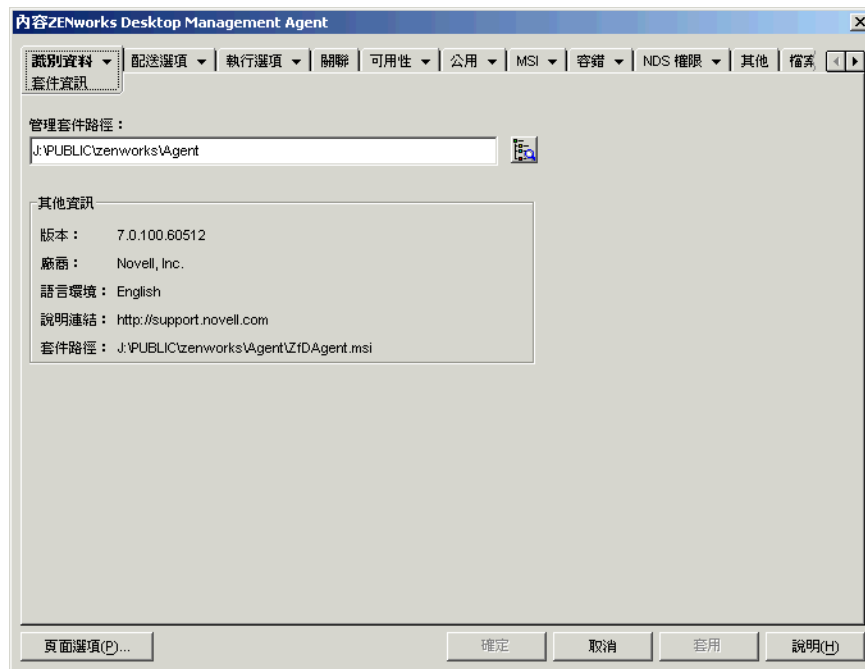 內容ZENworks Desktop Management Agent
識別資料 配送選項 執行選項 關聯 可用性 公用 MSI 容錯 NDS 權限 其他 檔案
套件資訊
管理套件路徑：
J:\PUBLIC\zenworks\Agent
其他資訊
版本： 7.0.100.60512
廠商： Novell, Inc.
語言環境： English
說明連結： http://support.novell.com
套件路徑： J:\PUBLIC\zenworks\Agent\ZfDAgent.msi
頁面選項(P)... 確定 取消 套用 說明(H)